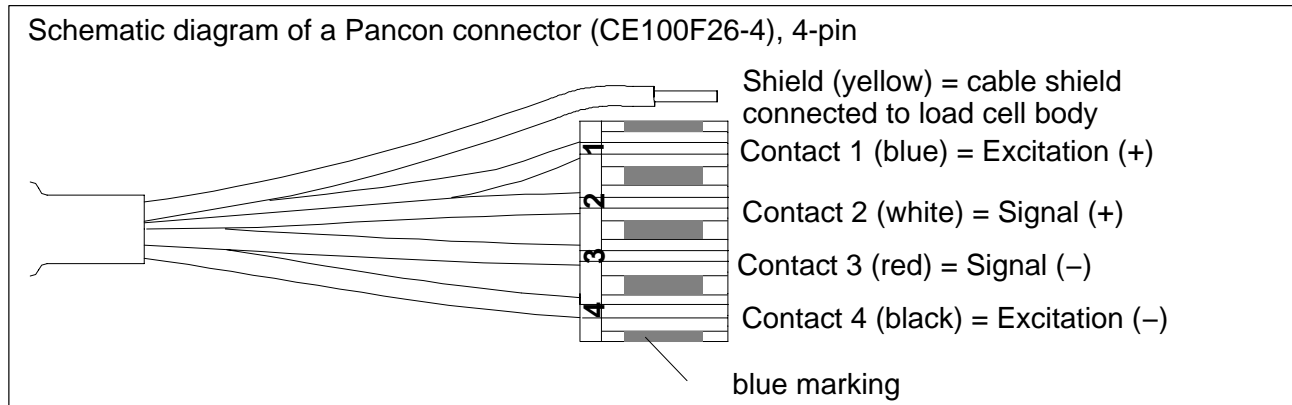 Schematic diagram of a Pancon connector (CE100F26-4), 4-pin
Shield (yellow) = cable shield
connected to load cell body
1
Contact 1 (blue) = Excitation (+)
2
Contact 2 (white) = Signal (+)
3
Contact 3 (red) = Signal (−)
4
Contact 4 (black) = Excitation (−)
blue marking